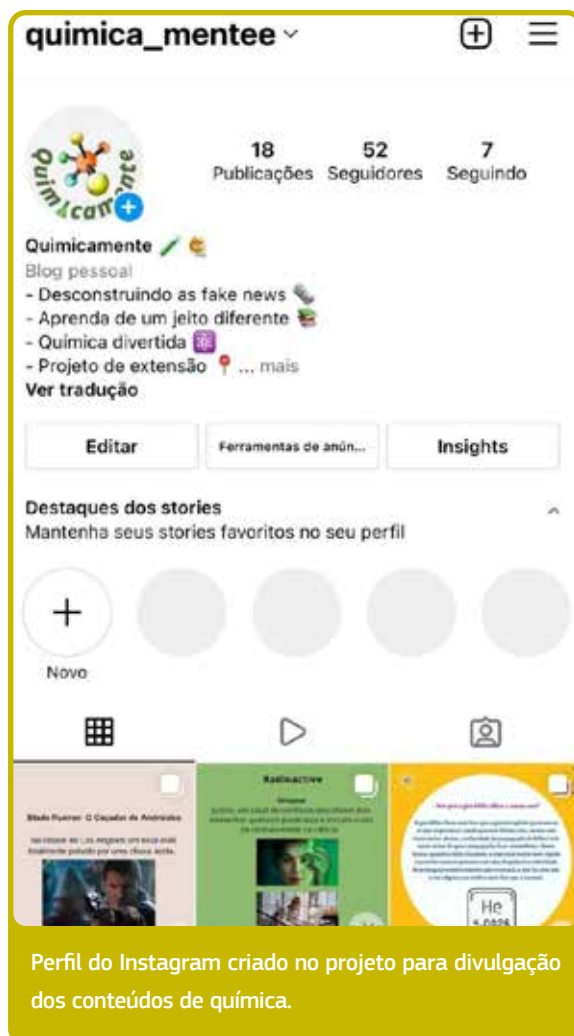 quimica_mentee
18 52 7
Publicações Seguidores Seguindo
Quimicamente
Quimicamente
Blog pessoal
- Desconstruindo as fake news
- Aprenda de um jeito diferente
- Química divertida
- Projeto de extensão ... mais
Ver tradução
Editar Ferramentas de anún... Insights
Destaques dos stories
Mantenha seus stories favoritos no seu perfil
Novo
Blade Runner: O Caçador de Androides
Radioactive
He
Perfil do Instagram criado no projeto para divulgação
dos conteúdos de química.